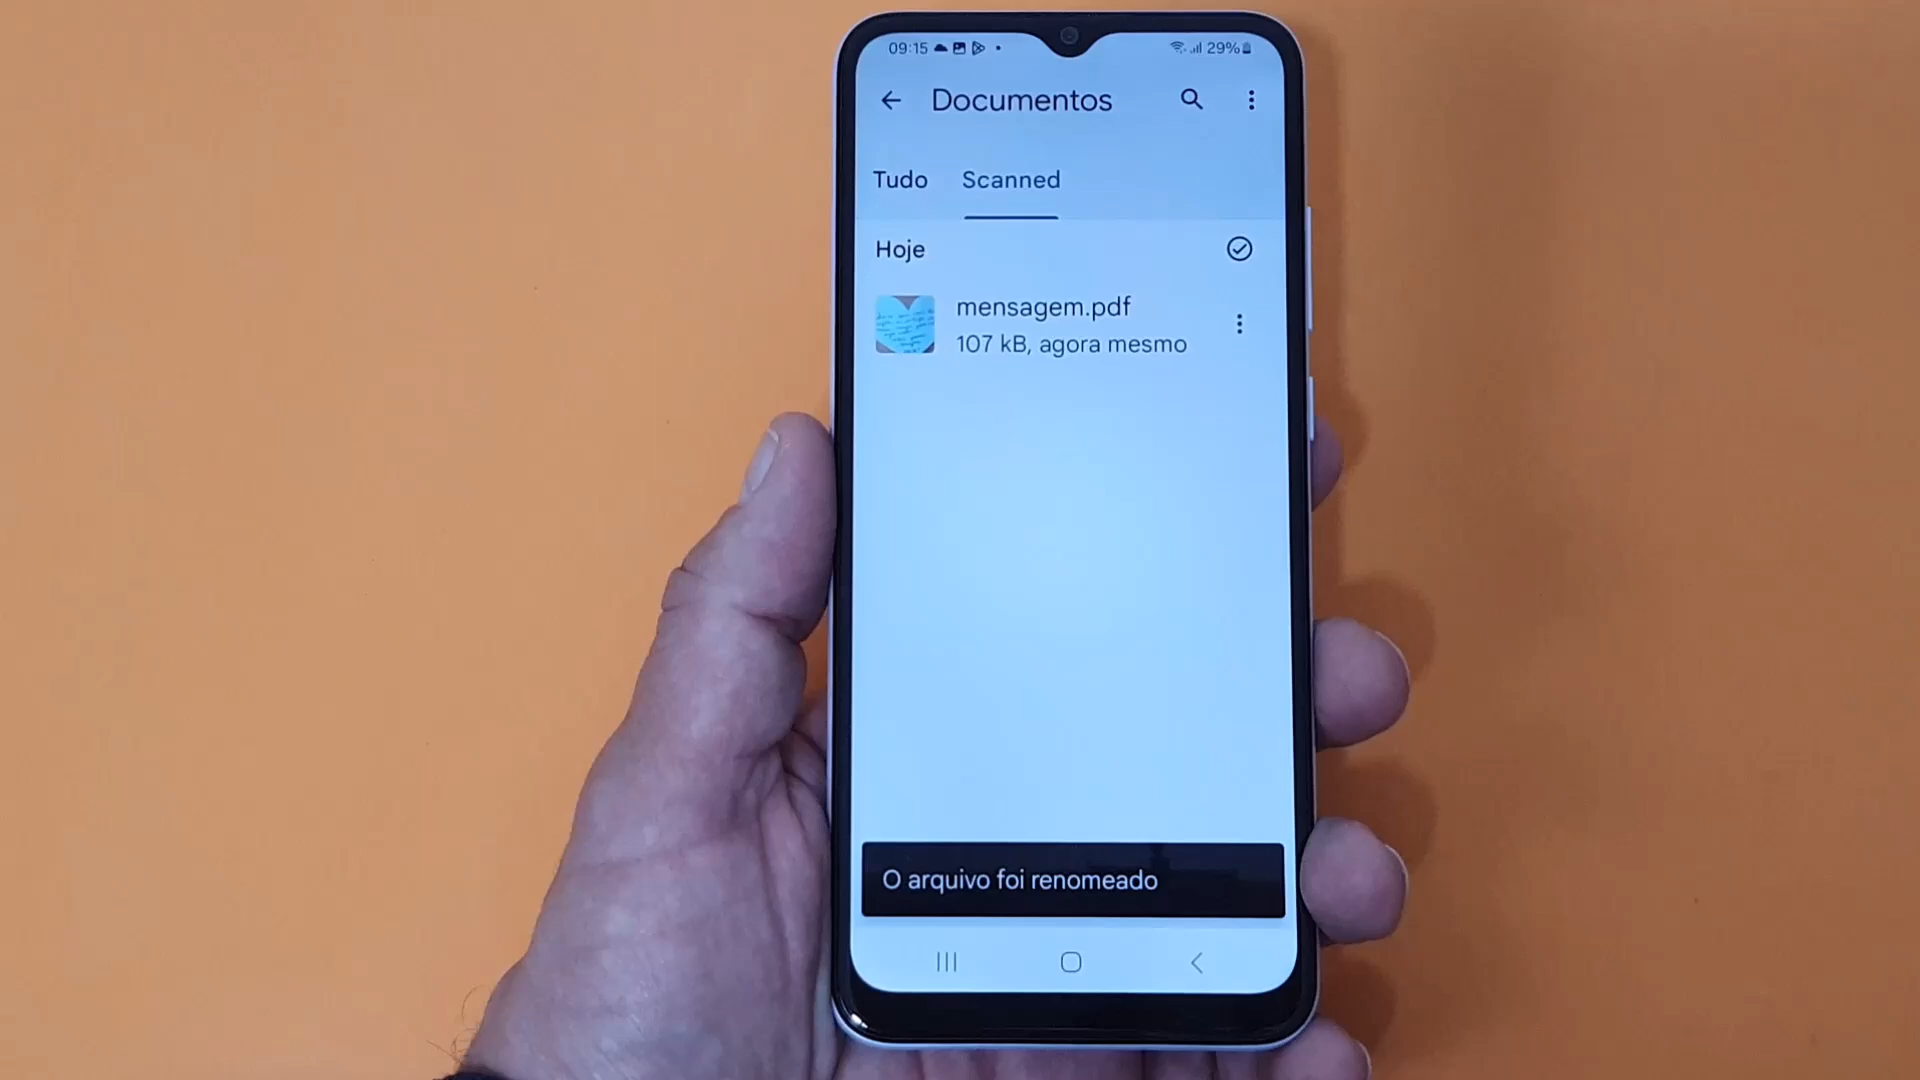 09:15 29%
Documentos
Tudo Scanned
Hoje
mensagem.pdf
107 kB, agora mesmo
O arquivo foi renomeado